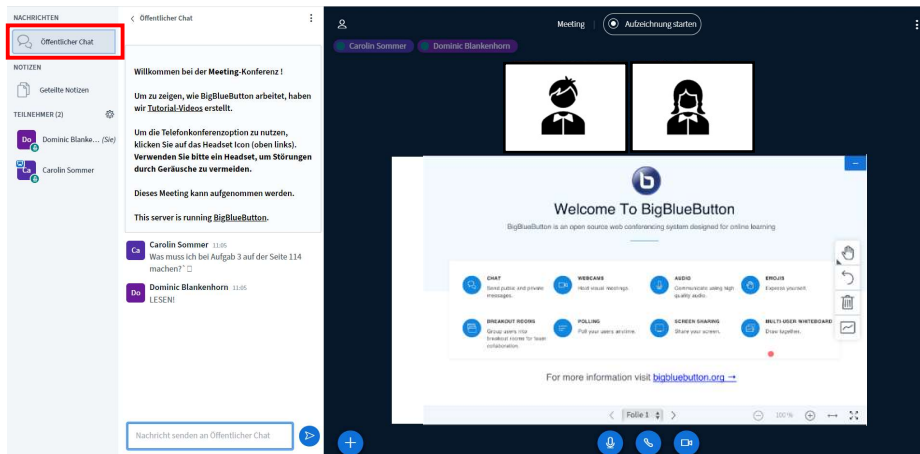 NACHRICHTEN
Öffentlicher Chat
NOTIZEN
Geteilte Notizen
TEILNEHMER (2)
Do
Dominic Blanke... (Sie)
Ca
Carolin Sommer
Öffentlicher Chat
Willkommen bei der Meeting-Konferenz !
Um zu zeigen, wie BigBlueButton arbeitet, haben
wir Tutorial-Videos erstellt.
Um die Telefonkonferenzoption zu nutzen,
klicken Sie auf das Headset Icon (oben links).
Verwenden Sie bitte ein Headset, um Störungen
durch Geräusche zu vermeiden.
Dieses Meeting kann aufgenommen werden.
This server is running BigBlueButton.
Ca
Carolin Sommer 11:05
Was muss ich bei Aufgab 3 auf der Seite 114
machen?`□
Do
Dominic Blankenhorn 11:05
LESEN!
Nachricht senden an Öffentlicher Chat
Meeting
Aufzeichnung starten
Carolin Sommer
Dominic Blankenhorn
b
Welcome To BigBlueButton
BigBlueButton is an open source web conferencing system designed for online learning
CHAT
Send public and private
messages.
WEBCAMS
Hold visual meetings.
AUDIO
Communicate using high
quality audio.
EMOJIS
Express yourself.
BREAKOUT ROOMS
Group users into
breakout rooms for team
collaboration.
POLLING
Poll your users anytime.
SCREEN SHARING
Share your screen.
MULTI-USER WHITEBOARD
Draw together.
For more information visit bigbluebutton.org →
Folie 1
100%